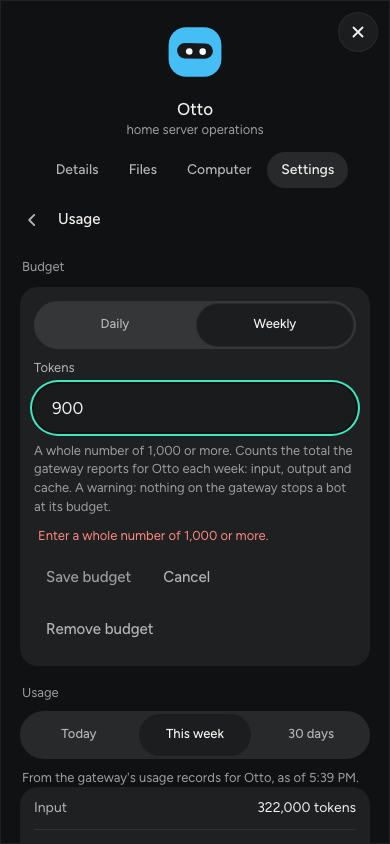 Otto
home server operations
Details Files Computer Settings
Usage
Budget
Daily Weekly
Tokens
900
A whole number of 1,000 or more. Counts the total the
gateway reports for Otto each week: input, output and
cache. A warning: nothing on the gateway stops a bot
at its budget.
Enter a whole number of 1,000 or more.
Save budget Cancel
Remove budget
Usage
Today This week 30 days
From the gateway's usage records for Otto, as of 5:39 PM.
Input 322,000 tokens